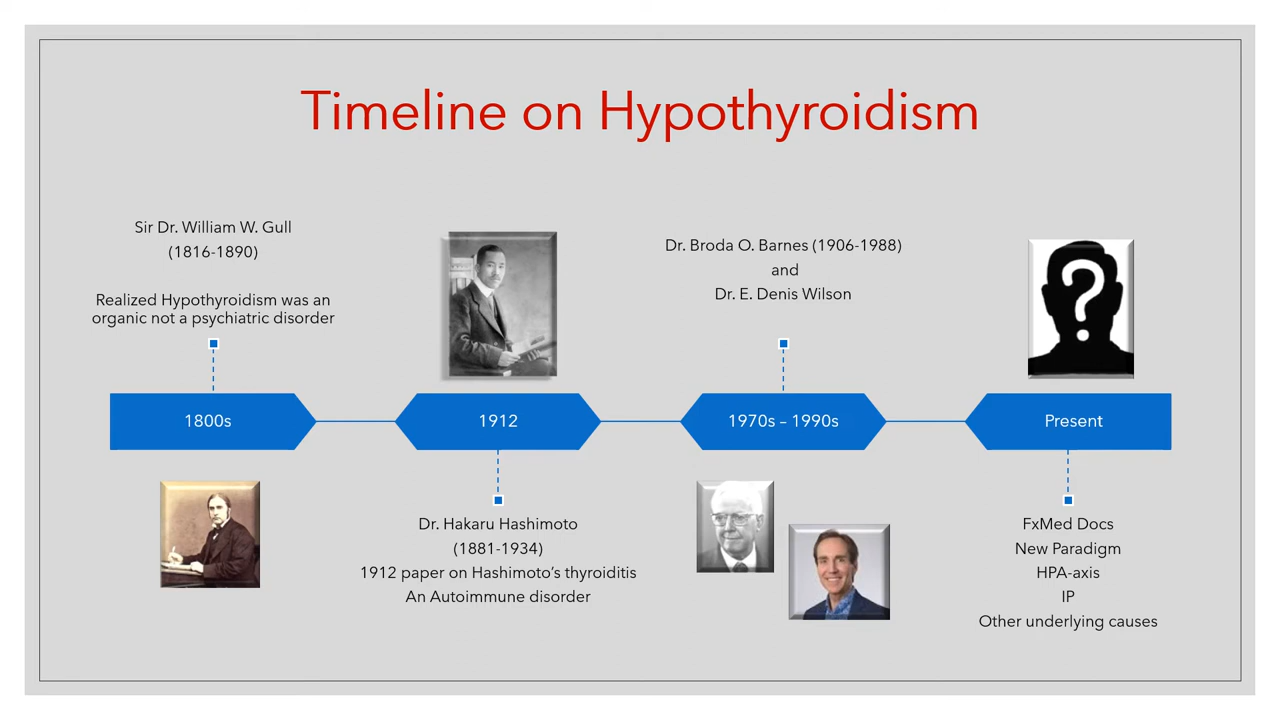 Timeline on Hypothyroidism
Sir Dr. William W. Gull
(1816-1890)
Realized Hypothyroidism was an
organic not a psychiatric disorder
1800s
1912
Dr. Hakaru Hashimoto
(1881-1934)
1912 paper on Hashimoto's thyroiditis
An Autoimmune disorder
Dr. Broda O. Barnes (1906-1988)
and
Dr. E. Denis Wilson
1970s – 1990s
?
Present
FxMed Docs
New Paradigm
HPA-axis
IP
Other underlying causes